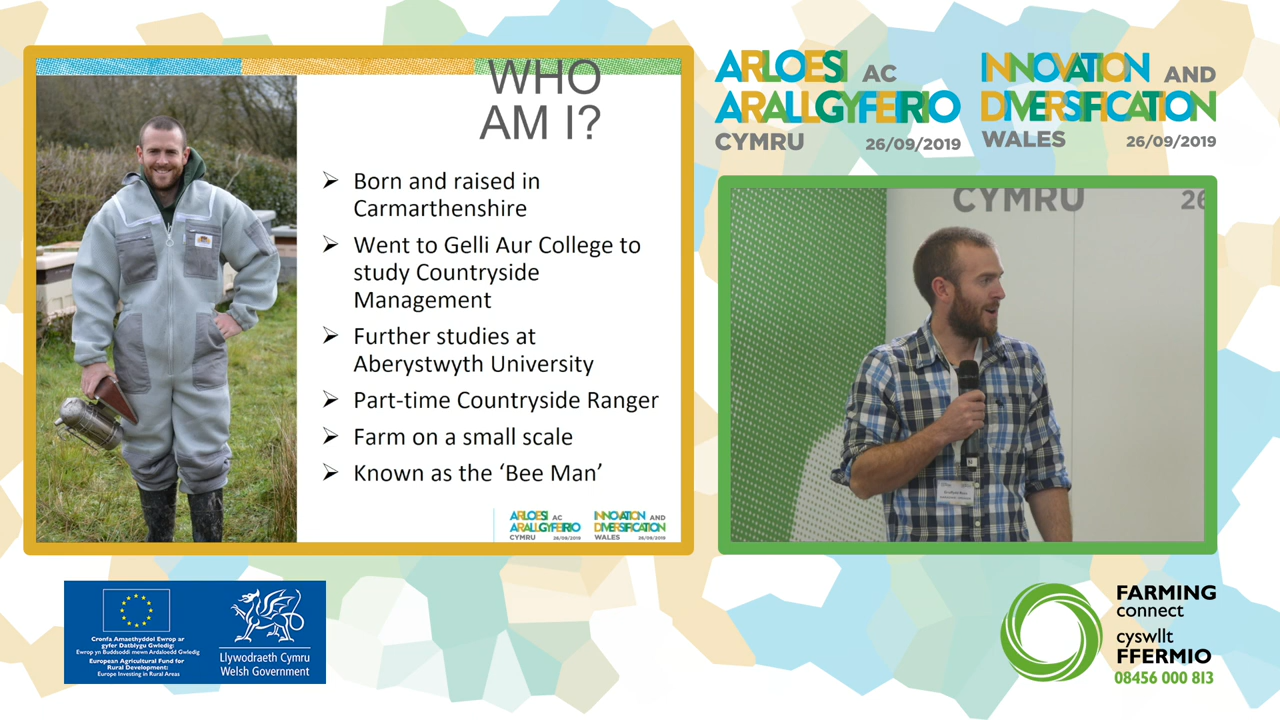 WHO
AM I?
➢ Born and raised in
Carmarthenshire
➢ Went to Gelli Aur College to
study Countryside
Management
➢ Further studies at
Aberystwyth University
➢ Part-time Countryside Ranger
➢ Farm on a small scale
➢ Known as the ‘Bee Man’
ARLOESI AC
ARALLGYFEIRIO
CYMRU 26/09/2019
INNOVATION AND
DIVERSIFICATION
WALES 26/09/2019
ARLOESI AC
ARALLGYFEIRIO
CYMRU 26/09/2019
INNOVATION AND
DIVERSIFICATION
WALES 26/09/2019
CYMRU 26
Cronfa Amaethyddol Ewrop ar
gyfer Datblygu Gwledig:
Ewrop yn Buddsoddi mewn Ardaloedd Gwledig
European Agricultural Fund for
Rural Development:
Europe Investing in Rural Areas
Llywodraeth Cymru
Welsh Government
FARMING
connect
cyswllt
FFERMIO
08456 000 813